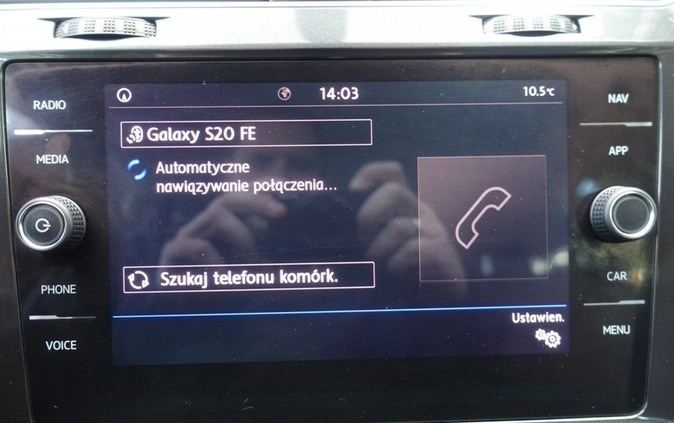 RADIO
MEDIA
PHONE
VOICE
14:03
10.5°C
Galaxy S20 FE
Automatyczne
nawiązywanie połączenia...
Szukaj telefonu komórk.
Ustawien.
NAV
APP
CAR
MENU